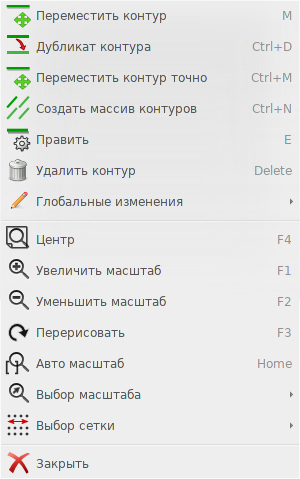 Переместить контур M
Дубликат контура Ctrl+D
Переместить контур точно Ctrl+M
Создать массив контуров Ctrl+N
Править E
Удалить контур Delete
Глобальные изменения
Центр F4
Увеличить масштаб F1
Уменьшить масштаб F2
Перерисовать F3
Авто масштаб Home
Выбор масштаба
Выбор сетки
Закрыть